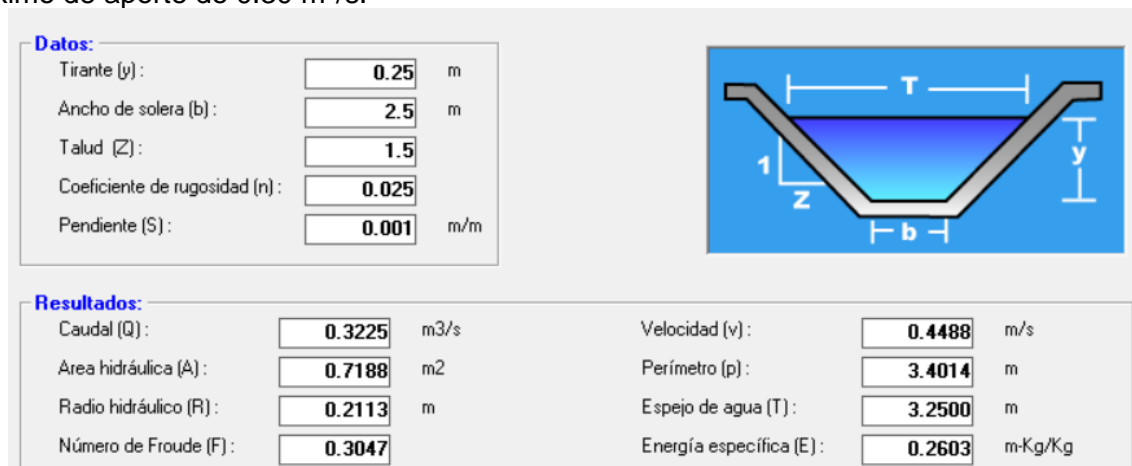 de aporte de
Datos:
Tirante (y) : 0.25 m
Ancho de solera (b) : 2.5 m
Talud (Z) : 1.5
Coeficiente de rugosidad (n) : 0.025
Pendiente (S) : 0.001 m/m
T
1
Z
y
b
Resultados:
Caudal (Q) : 0.3225 m3/s Velocidad (v) : 0.4488 m/s
Area hidráulica (A) : 0.7188 m2 Perímetro (p) : 3.4014 m
Radio hidráulico (R) : 0.2113 m Espejo de agua (T) : 3.2500 m
Número de Froude (F) : 0.3047 Energía específica (E) : 0.2603 m-Kg/Kg